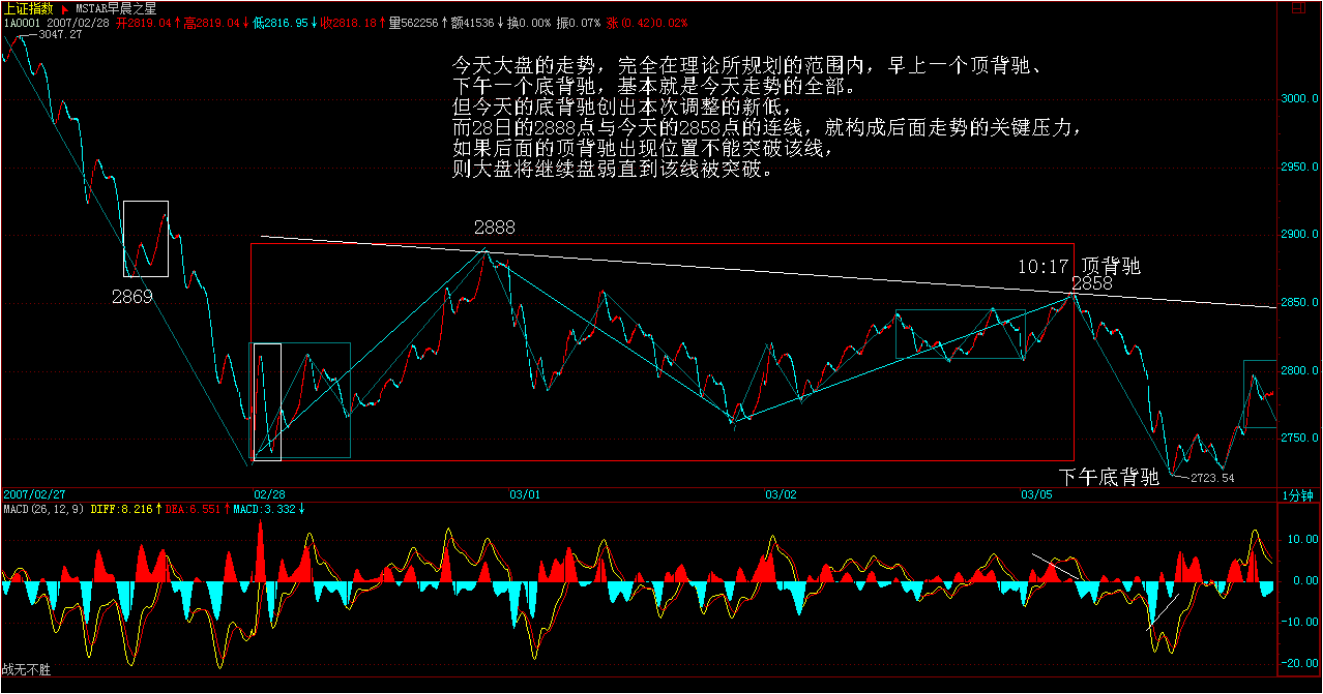 上证指数 MSTAR早晨之星
1A0001 2007/02/28 开2819.04↑高2819.04↓低2816.95↓收2818.18↑量562256↑额41536↓换0.00% 振0.07% 涨(0.42)0.02%
3047.27
今天大盘的走势，完全在理论所规划的范围内，早上一个顶背驰、
下午一个底背驰，基本就是今天走势的全部。
但今天的底背驰创出本次调整的新低，
而28日的2888点与今天的2858点的连线，就构成后面走势的关键压力，
如果后面的顶背驰出现位置不能突破该线，
则大盘将继续盘弱直到该线被突破。
3000.0
2950.0
2900.0
2850.0
2800.0
2750.0
2888
10:17 顶背驰
2858
2869
下午底背驰
2723.54
2007/02/27 02/28 03/01 03/02 03/05 1分钟
MACD(26,12,9) DIFF:8.216↑DEA:6.551↑MACD:3.332↓
10.00
0.00
-10.00
-20.00
战无不胜